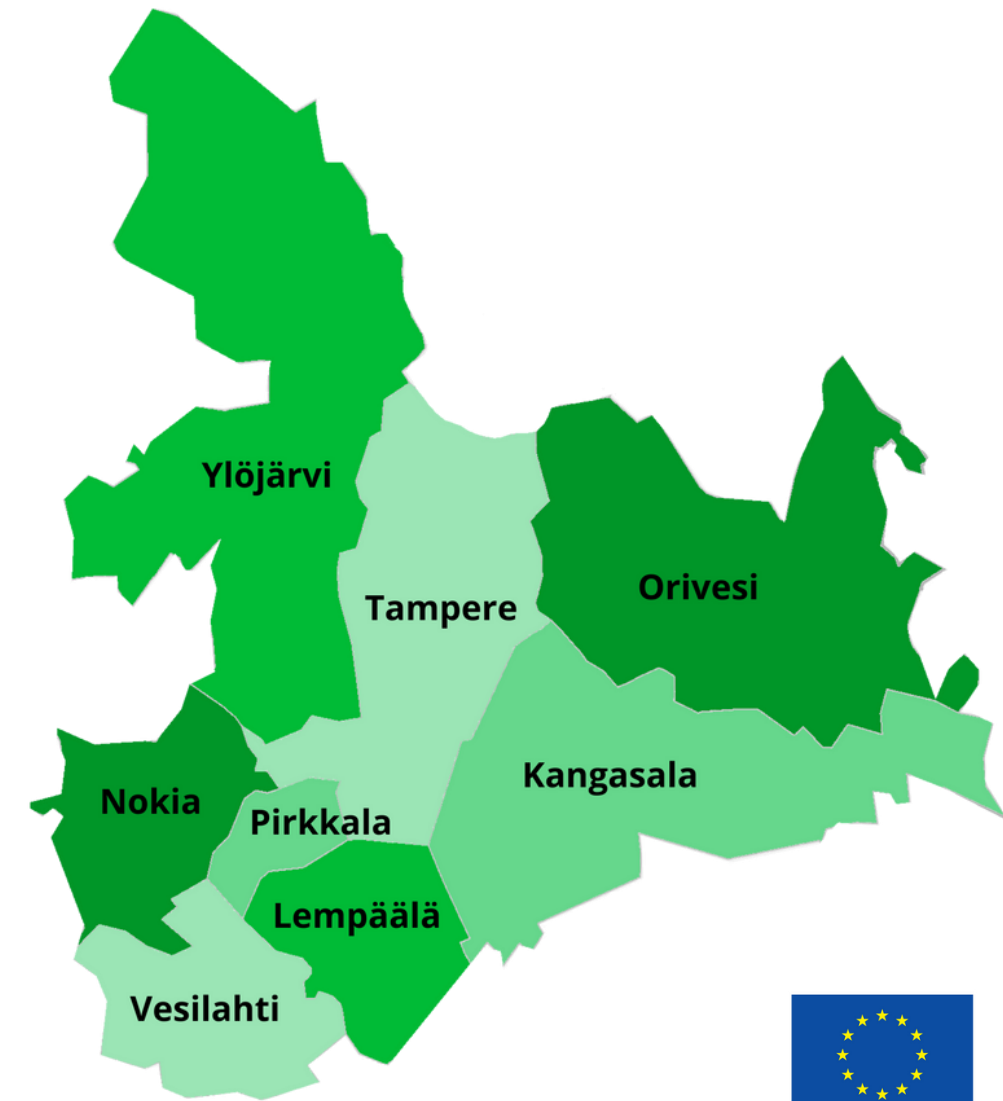 Ylöjärvi
Orivesi
Tampere
Kangasala
Nokia
Pirkkala
Lempäälä
Vesilahti